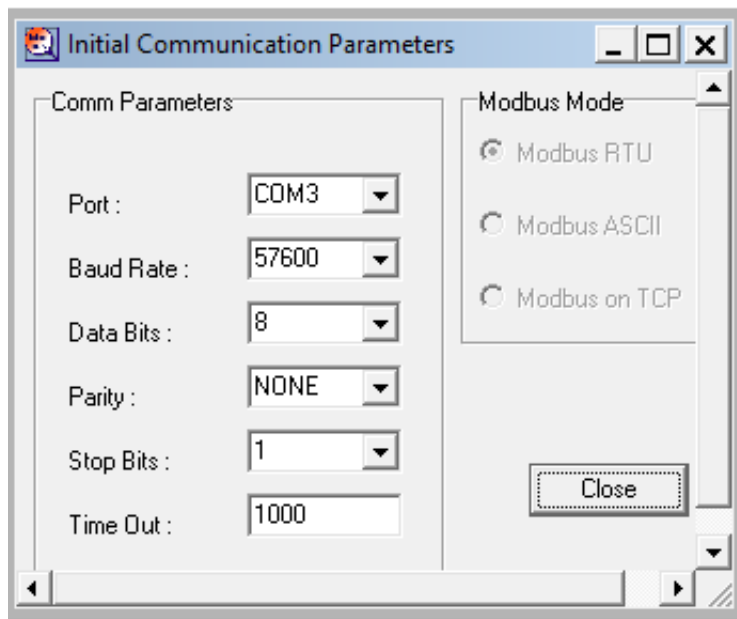 Initial Communication Parameters
Comm Parameters
Port :
COM3
Baud Rate :
57600
Data Bits :
8
Parity :
NONE
Stop Bits :
1
Time Out :
1000
Modbus Mode
Modbus RTU
Modbus ASCII
Modbus on TCP
Close